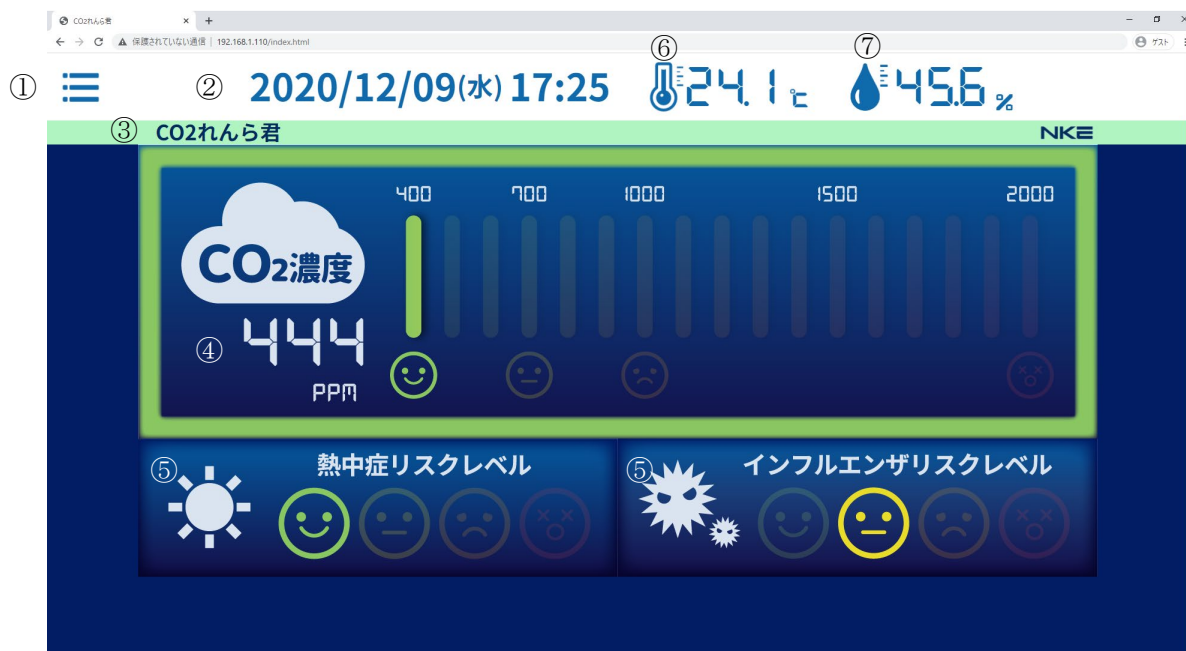 CO2れんら君
保護されていない通信 | 192.168.1.110/index.html
ゲスト
① ② 2020/12/09(水) 17:25 ⑥ 24.1℃ ⑦ 45.6%
③ CO2れんら君 NKE
400 700 1000 1500 2000
CO2濃度
④ 444
PPM
⑤ 熱中症リスクレベル
⑤ インフルエンザリスクレベル